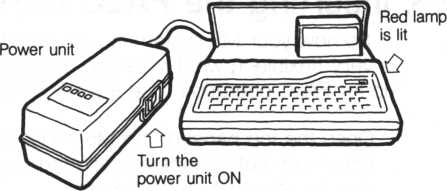 Red lamp
is lit
Power unit
Turn the
power unit ON